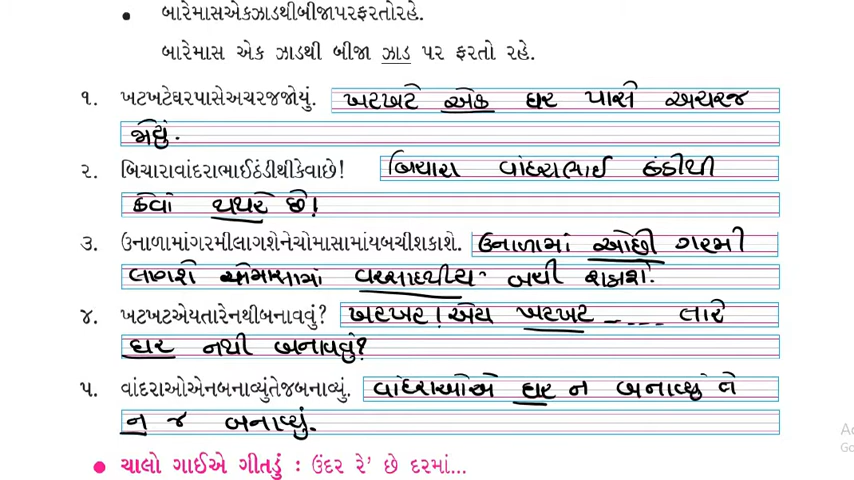 • બારેમાસએકઝાડથીબીજાપરફરતોરહે.
બારેમાસ એક ઝાડથી બીજા ઝાડ પર ફરતો રહે.
૧. ખટખટેઘરપાસેઅચરજજોયું. ખટખટે એક ઘર પાસે અચરજ
જોયું.
૨. બિચારાવાંદરાભાઈઠંડીથીકેવાછે! બિચારા વાંદરાભાઈ ઠંડીથી
કેવો થથરે છે!
૩. ઉનાળામાંગરમીલાગશેનેચોમાસામાંયબચીશકાશે. ઉનાળામાં ઓછી ગરમી
લાગશે ચોમાસામાં વરસાદથીય બચી શકાશે.
૪. ખટખટએયતારેનથીબનાવવું? ખટખટ! એય ખટખટ ---- તારે
ઘર નથી બનાવવું?
૫. વાંદરાઓએનબનાવ્યુંતેજબનાવ્યું. વાંદરાઓએ ઘર ન બનાવ્યું તે
ન જ બનાવ્યું.
• ચાલો ગાઈએ ગીતડું : ઉંદર રે' છે દરમાં...